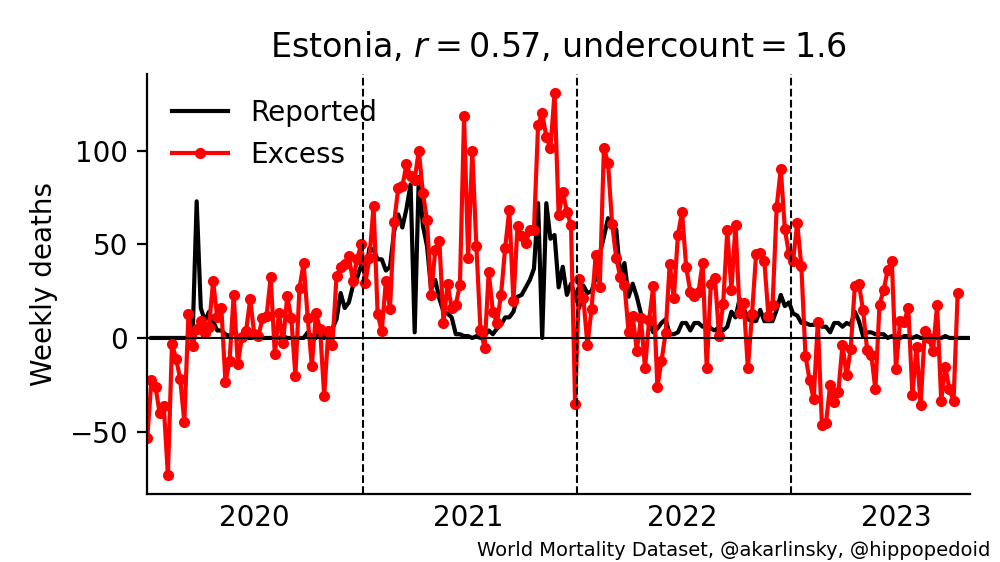 Estonia, r = 0.57, undercount = 1.6
Reported
Excess
Weekly deaths
100
50
0
−50
2020 2021 2022 2023
World Mortality Dataset, @akarlinsky, @hippopedoid